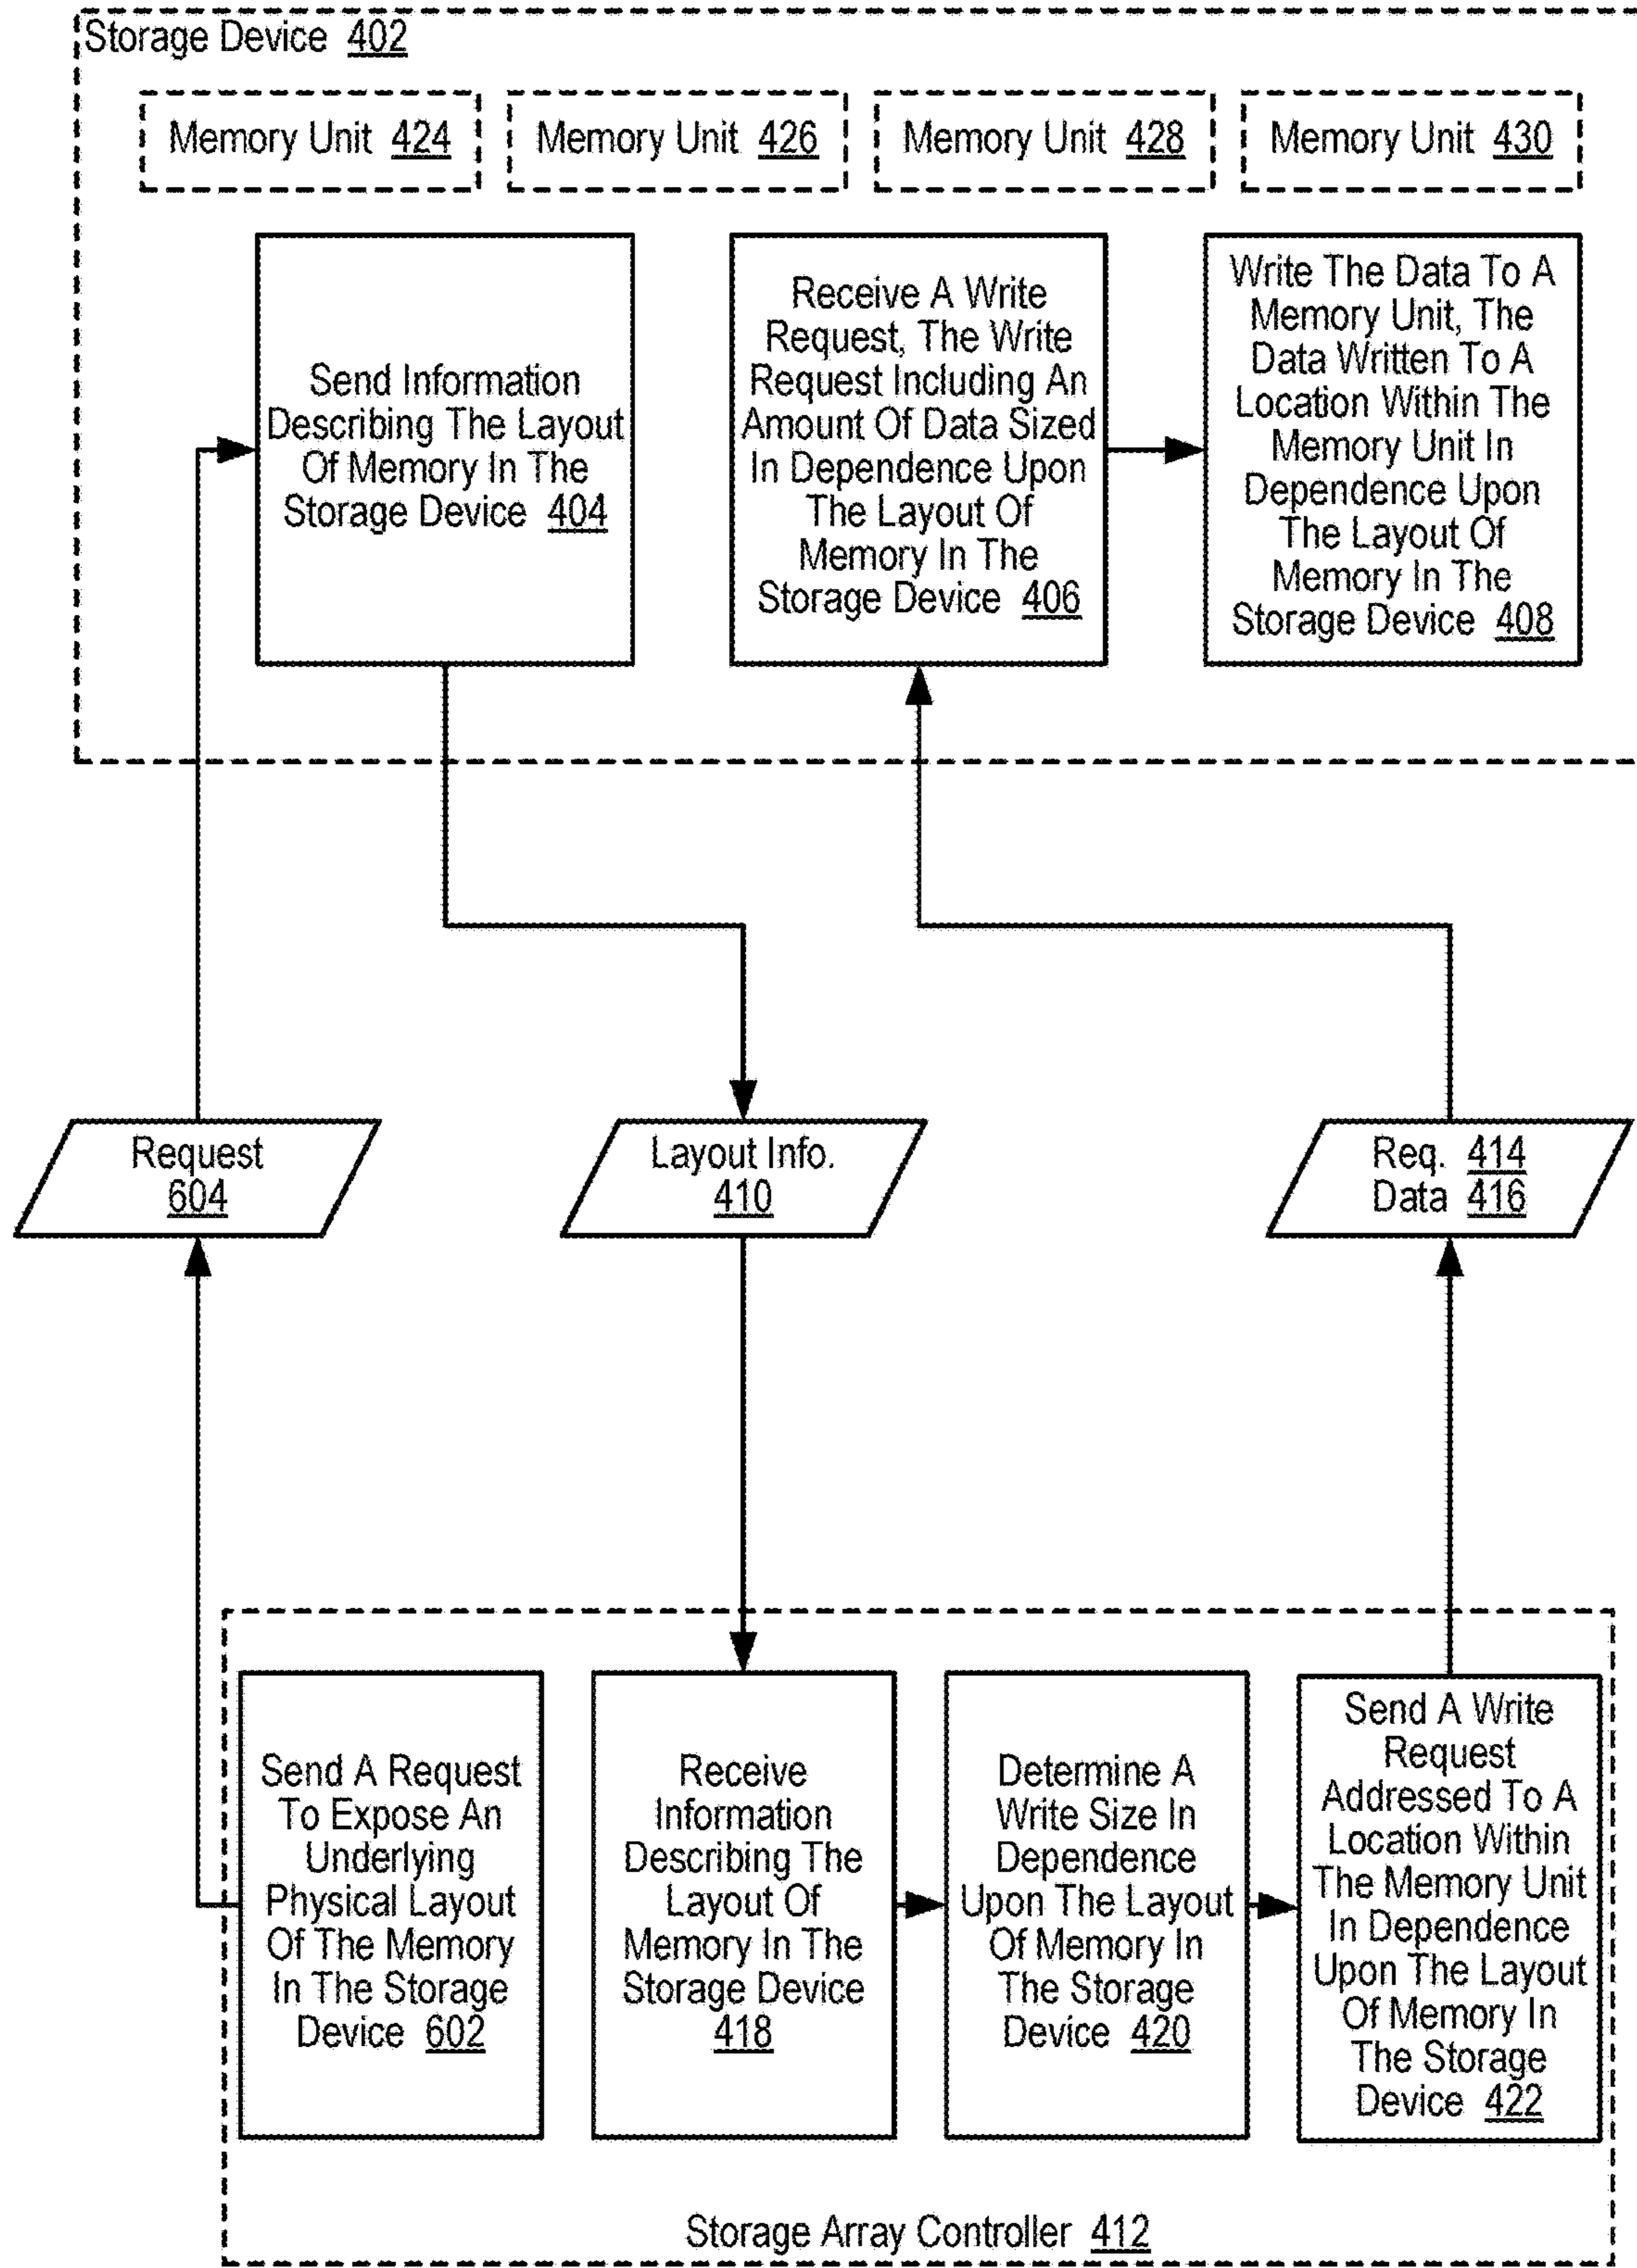 Storage Device 402
Memory Unit 424
Memory Unit 426
Memory Unit 428
Memory Unit 430
Send Information
Describing The Layout
Of Memory In The
Storage Device 404
Receive A Write
Request, The Write
Request Including An
Amount Of Data Sized
In Dependence Upon
The Layout Of
Memory In The
Storage Device 406
Write The Data To A
Memory Unit, The
Data Written To A
Location Within The
Memory Unit In
Dependence Upon
The Layout Of
Memory In The
Storage Device 408
Request
604
Layout Info.
410
Req. 414
Data 416
Send A Request
To Expose An
Underlying
Physical Layout
Of The Memory
In The Storage
Device 602
Receive
Information
Describing The
Layout Of
Memory In The
Storage Device
418
Determine A
Write Size In
Dependence
Upon The Layout
Of Memory In
The Storage
Device 420
Send A Write
Request
Addressed To A
Location Within
The Memory Unit
In Dependence
Upon The Layout
Of Memory In
The Storage
Device 422
Storage Array Controller 412